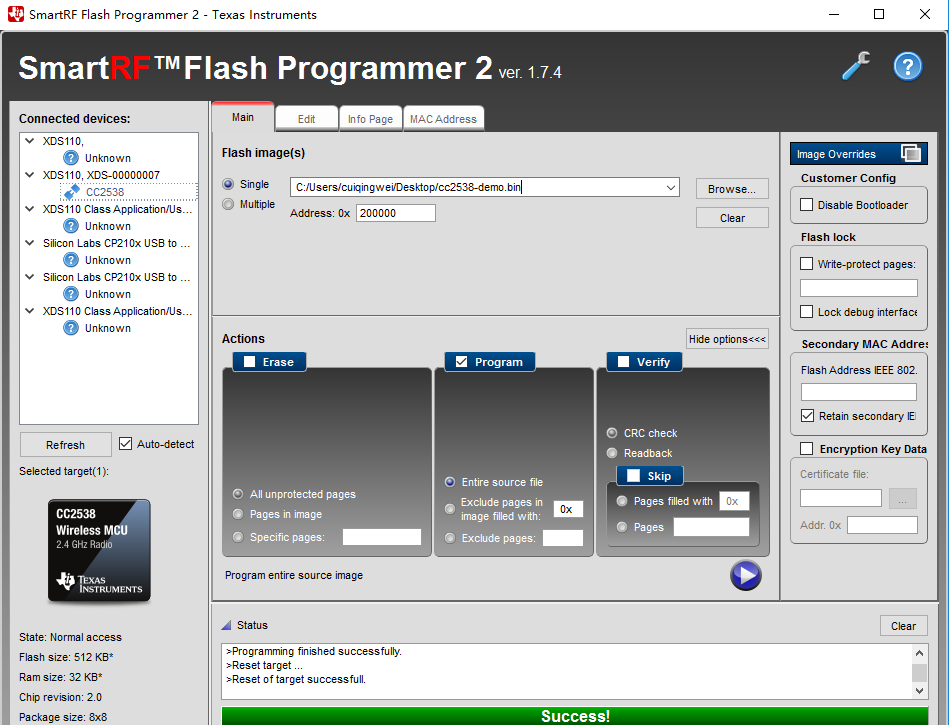 SmartRF Flash Programmer 2 - Texas Instruments
SmartRF™Flash Programmer 2 ver. 1.7.4
Connected devices:
XDS110,
Unknown
XDS110, XDS-00000007
CC2538
XDS110 Class Application/Us...
Unknown
Silicon Labs CP210x USB to ...
Unknown
Silicon Labs CP210x USB to ...
Unknown
XDS110 Class Application/Us...
Unknown
Refresh
Auto-detect
Selected target(1):
CC2538
Wireless MCU
2.4 GHz Radio
TEXAS
INSTRUMENTS
State: Normal access
Flash size: 512 KB*
Ram size: 32 KB*
Chip revision: 2.0
Package size: 8x8
Main
Edit
Info Page
MAC Address
Flash image(s)
Single
C:/Users/cuiqingwei/Desktop/cc2538-demo.bin
Browse...
Multiple
Address: 0x
200000
Clear
Actions
Hide options<<<
Erase
All unprotected pages
Pages in image
Specific pages:
Program
Entire source file
Exclude pages in
image filled with:
0x
Exclude pages:
Verify
CRC check
Readback
Skip
Pages filled with
0x
Pages
Program entire source image
Status
Clear
>Programming finished successfully.
>Reset target ...
>Reset of target successfull.
Success!
Image Overrides
Customer Config
Disable Bootloader
Flash lock
Write-protect pages:
Lock debug interface
Secondary MAC Addres
Flash Address IEEE 802.
Retain secondary IE
Encryption Key Data
Certificate file:
...
Addr. 0x